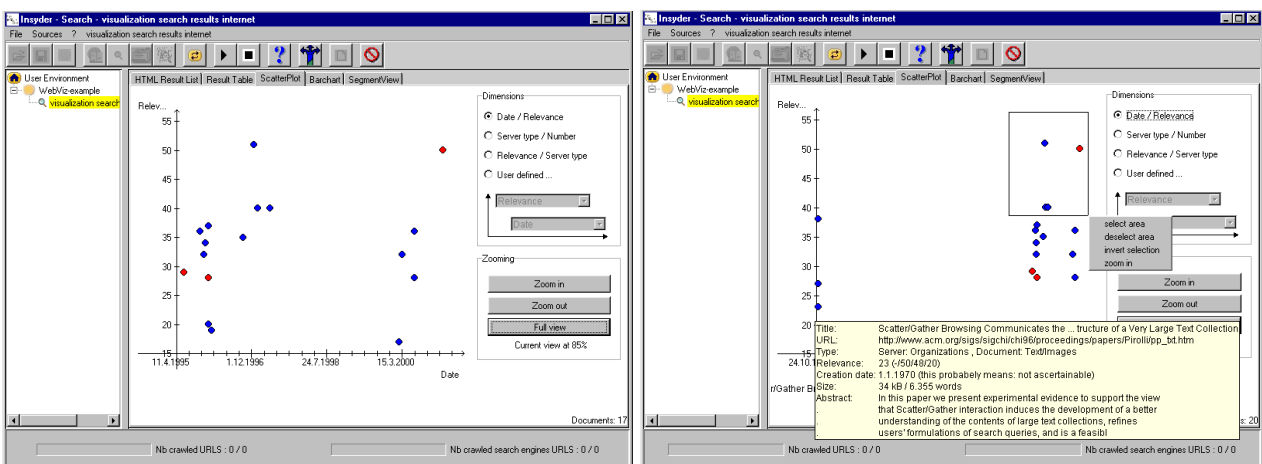 Insyder - Search - visualization search results internet
File Sources ? visualization search results internet
User Environment
WebViz-example
visualization search
HTML Result List Result Table ScatterPlot Barchart SegmentView
Relev...
55
50
45
40
35
30
25
20
15
11.4.1995 1.12.1996 24.7.1998 15.3.2000
Date
Dimensions
Date / Relevance
Server type / Number
Relevance / Server type
User defined ...
Relevance
Date
Zooming
Zoom in
Zoom out
Full view
Current view at 85%
Documents: 17
Nb crawled URLS : 0 / 0 Nb crawled search engines URLS : 0 / 0
Insyder - Search - visualization search results internet
File Sources ? visualization search results internet
User Environment
WebViz-example
visualization search
HTML Result List Result Table ScatterPlot Barchart SegmentView
Relev...
55
50
45
40
35
30
25
20
24.10.1
r/Gather Br
Dimensions
Date / Relevance
Server type / Number
Relevance / Server type
User defined ...
Relevance
select area
deselect area
invert selection
zoom in
Zoom in
Zoom out
Title: Scatter/Gather Browsing Communicates the ... tructure of a Very Large Text Collection
URL: http://www.acm.org/sigs/sigchi/chi96/proceedings/papers/Pirolli/pp_txt.htm
Type: Server: Organizations , Document: Text/Images
Relevance: 23 (-/50/48/20)
Creation date: 1.1.1970 (this probabely means: not ascertainable)
Size: 34 kB / 6.355 words
Abstract: In this paper we present experimental evidence to support the view
. that Scatter/Gather interaction induces the development of a better
. understanding of the contents of large text collections, refines
. users' formulations of search queries, and is a feasibl
s: 20
Nb crawled URLS : 0 / 0 Nb crawled search engines URLS : 0 / 0